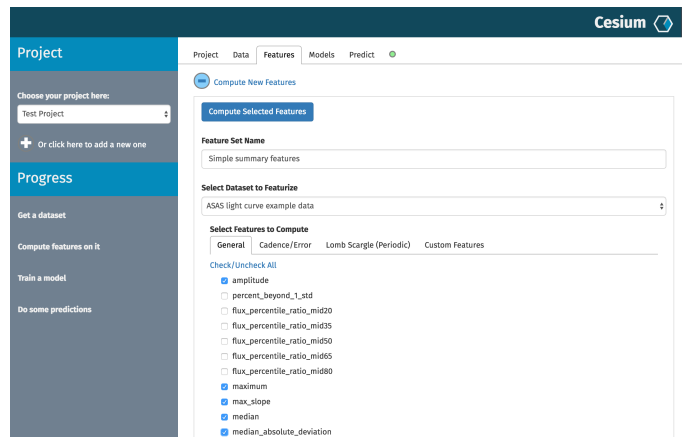 Cesium
Project
Choose your project here:
Test Project
Or click here to add a new one
Progress
Get a dataset
Compute features on it
Train a model
Do some predictions
Project Data Features Models Predict
Compute New Features
Compute Selected Features
Feature Set Name
Simple summary features
Select Dataset to Featurize
ASAS light curve example data
Select Features to Compute
General Cadence/Error Lomb Scargle (Periodic) Custom Features
Check/Uncheck All
amplitude
percent_beyond_1_std
flux_percentile_ratio_mid20
flux_percentile_ratio_mid35
flux_percentile_ratio_mid50
flux_percentile_ratio_mid65
flux_percentile_ratio_mid80
maximum
max_slope
median
median_absolute_deviation